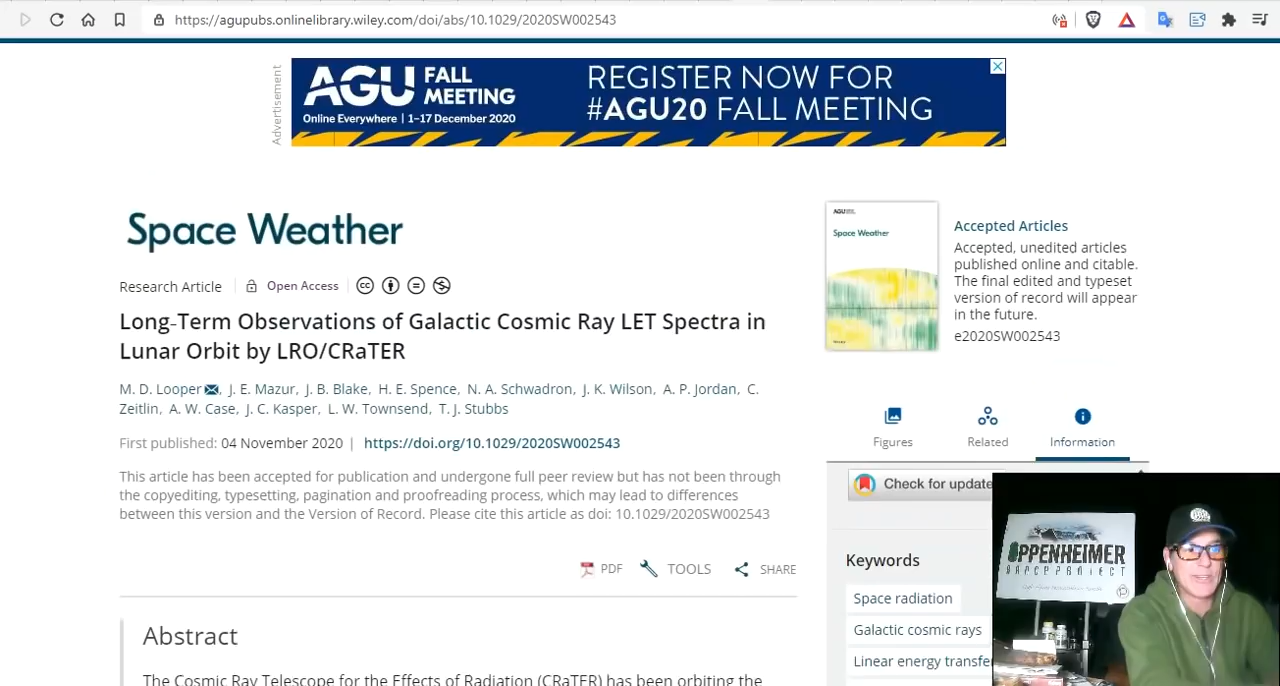 https://agupubs.onlinelibrary.wiley.com/doi/abs/10.1029/2020SW002543
Advertisement
AGU FALL MEETING
Online Everywhere | 1–17 December 2020
REGISTER NOW FOR
#AGU20 FALL MEETING
Space Weather
Research Article
Open Access
Long-Term Observations of Galactic Cosmic Ray LET Spectra in
Lunar Orbit by LRO/CRaTER
M. D. Looper, J. E. Mazur, J. B. Blake, H. E. Spence, N. A. Schwadron, J. K. Wilson, A. P. Jordan, C.
Zeitlin, A. W. Case, J. C. Kasper, L. W. Townsend, T. J. Stubbs
First published: 04 November 2020 | https://doi.org/10.1029/2020SW002543
This article has been accepted for publication and undergone full peer review but has not been through
the copyediting, typesetting, pagination and proofreading process, which may lead to differences
between this version and the Version of Record. Please cite this article as doi: 10.1029/2020SW002543
PDF
TOOLS
SHARE
Abstract
The Cosmic Ray Telescope for the Effects of Radiation (CRaTER) has been orbiting the
AGU
Space Weather
Accepted Articles
Accepted, unedited articles
published online and citable.
The final edited and typeset
version of record will appear
in the future.
e2020SW002543
Figures
Related
Information
Check for update
Keywords
Space radiation
Galactic cosmic rays
Linear energy transfe
OPPENHEIMER
RANCE PROJECT